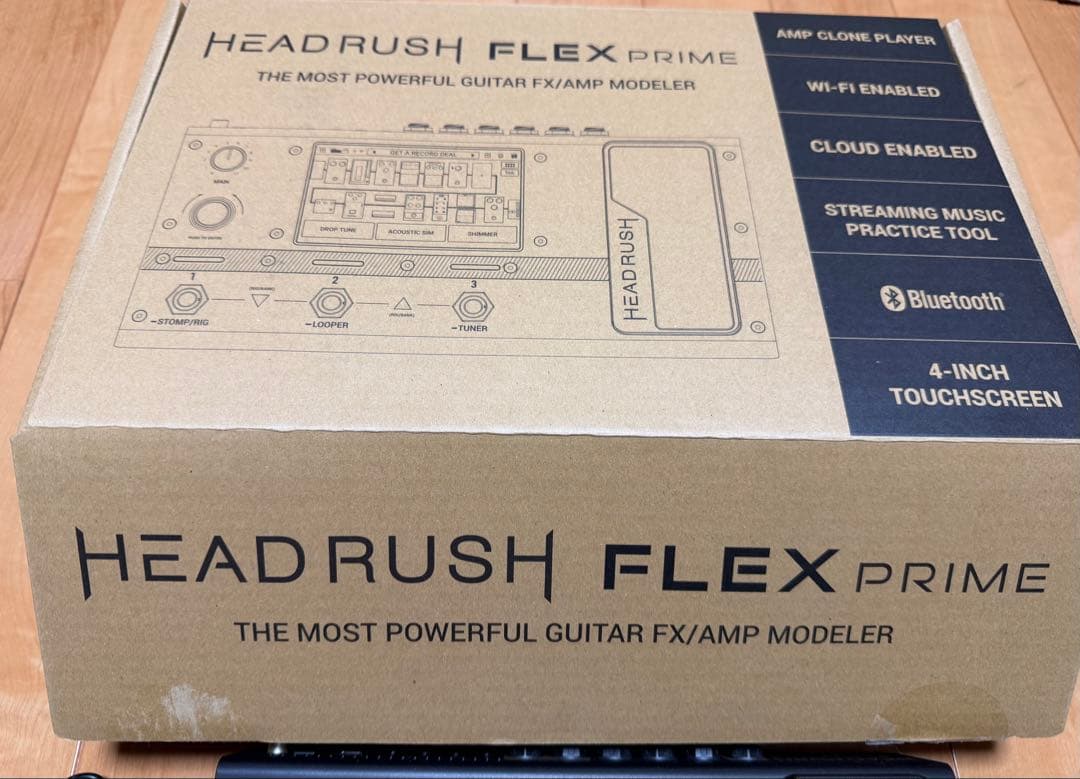 HEADRUSH FLEX PRIME
THE MOST POWERFUL GUITAR FX/AMP MODELER
AMP CLONE PLAYER
WI-FI ENABLED
CLOUD ENABLED
STREAMING MUSIC
PRACTICE TOOL
Bluetooth
4-INCH
TOUCHSCREEN
MAIN
GET A RECORD DEAL
DROP TUNE
ACOUSTIC SIM
SHIMMER
HEADRUSH
1
2
3
–STOMP/RIG
–LOOPER
–TUNER
HEADRUSH FLEX PRIME
THE MOST POWERFUL GUITAR FX/AMP MODELER